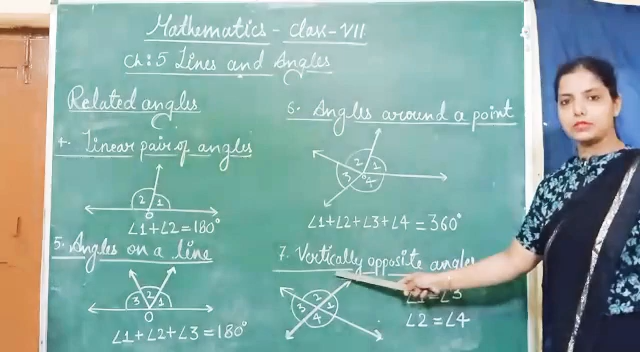 Mathematics - Class-VII
Ch:5 Lines and Angles
Related angles
4. Linear pair of angles
2 1
O
∠1+∠2=180°
5. Angles on a line
3 2 1
O
∠1+∠2+∠3=180°
6. Angles around a point
2 1
3 4
∠1+∠2+∠3+∠4=360°
7. Vertically opposite angles
2
3 1
4
∠1=∠3
∠2=∠4